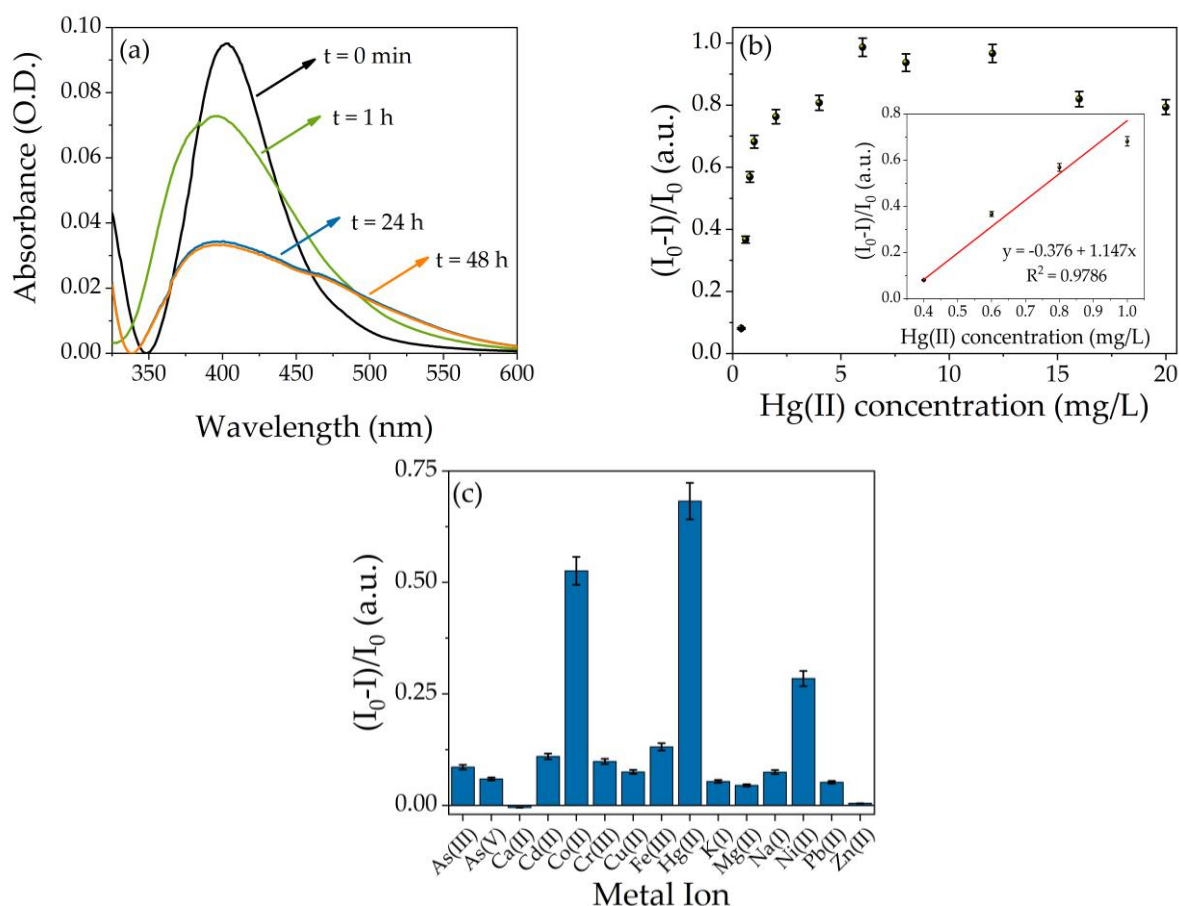 (a)
t = 0 min
t = 1 h
t = 24 h
t = 48 h
0.10
0.08
0.06
0.04
0.02
0.00
Absorbance (O.D.)
350 400 450 500 550 600
Wavelength (nm)
(b)
1.0
0.8
0.6
0.4
0.2
0.0
(I₀-I)/I₀ (a.u.)
0 5 10 15 20
Hg(II) concentration (mg/L)
0.8
0.6
0.4
0.2
0.0
(I₀-I)/I₀ (a.u.)
y = -0.376 + 1.147x
R² = 0.9786
0.4 0.5 0.6 0.7 0.8 0.9 1.0
Hg(II) concentration (mg/L)
(c)
0.75
0.50
0.25
0.00
(I₀-I)/I₀ (a.u.)
As(III) As(V) Ca(II) Cd(II) Co(II) Cr(III) Cu(II) Fe(III) Hg(II) K(I) Mg(II) Na(I) Ni(II) Pb(II) Zn(II)
Metal Ion